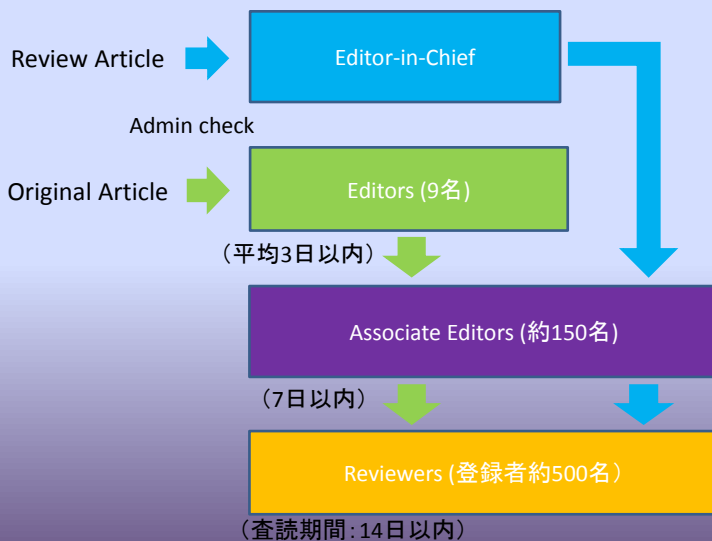 Review Article
Editor-in-Chief
Admin check
Original Article
Editors (9名)
（平均3日以内）
Associate Editors (約150名)
（7日以内）
Reviewers (登録者約500名）
（査読期間：14日以内）